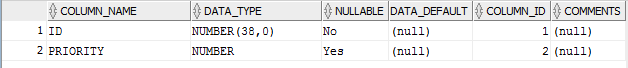 COLUMN_NAME DATA_TYPE NULLABLE DATA_DEFAULT COLUMN_ID COMMENTS
1 ID NUMBER(38,0) No (null) 1 (null)
2 PRIORITY NUMBER Yes (null) 2 (null)